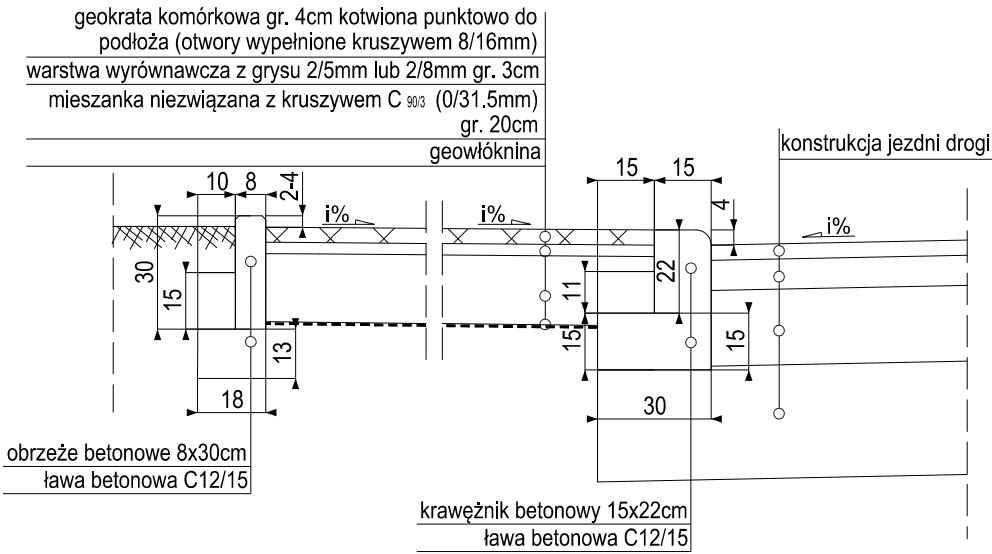 geokrata komórkowa gr. 4cm kotwiona punktowo do
podłoża (otwory wypełnione kruszywem 8/16mm)
warstwa wyrównawcza z grysu 2/5mm lub 2/8mm gr. 3cm
mieszanka niezwiązana z kruszywem C 90/3 (0/31.5mm)
gr. 20cm
geowłóknina
konstrukcja jezdni drogi
10 8 2-4
15 15
4
i% i% i%
30
15
13
18
11
22
15
15
30
obrzeże betonowe 8x30cm
ława betonowa C12/15
krawężnik betonowy 15x22cm
ława betonowa C12/15